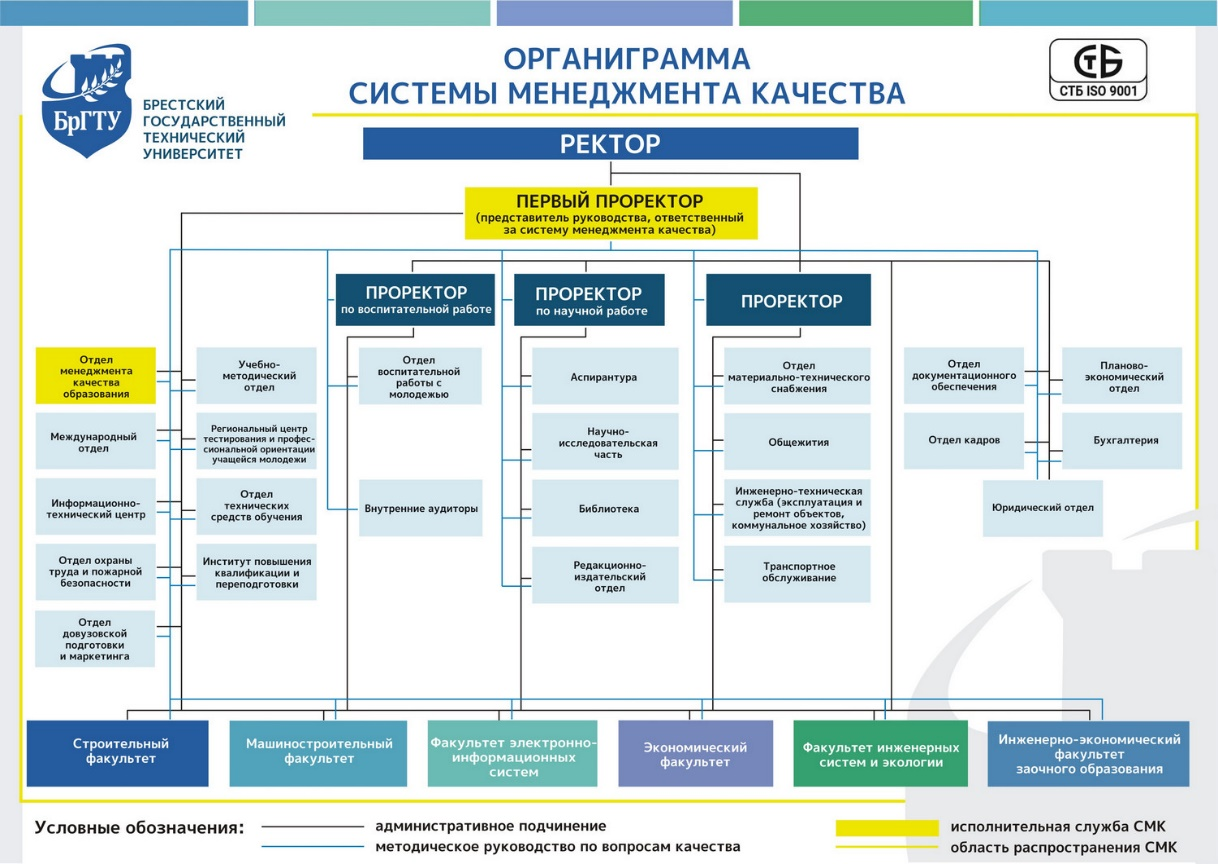 ОРГАНИГРАММА
СИСТЕМЫ МЕНЕДЖМЕНТА КАЧЕСТВА
БрГТУ
БРЕСТСКИЙ
ГОСУДАРСТВЕННЫЙ
ТЕХНИЧЕСКИЙ
УНИВЕРСИТЕТ
СТБ
СТБ ISO 9001
РЕКТОР
ПЕРВЫЙ ПРОРЕКТОР
(представитель руководства, ответственный
за систему менеджмента качества)
ПРОРЕКТОР
по воспитательной работе
ПРОРЕКТОР
по научной работе
ПРОРЕКТОР
Отдел
менеджмента
качества
образования
Учебно-
методический
отдел
Отдел
воспитательной
работы с
молодежью
Аспирантура
Отдел
материально-технического
снабжения
Отдел
документационного
обеспечения
Планово-
экономический
отдел
Международный
отдел
Региональный центр
тестирования и профес-
сиональной ориентации
учащейся молодежи
Научно-
исследовательская
часть
Общежития
Отдел кадров
Бухгалтерия
Информационно-
технический центр
Отдел
технических
средств обучения
Внутренние аудиторы
Библиотека
Инженерно-техническая
служба (эксплуатация и
ремонт объектов,
коммунальное хозяйство)
Юридический отдел
Отдел охраны
труда и пожарной
безопасности
Институт повышения
квалификации и
переподготовки
Редакционно-
издательский
отдел
Транспортное
обслуживание
Отдел
довузовской
подготовки
и маркетинга
Строительный
факультет
Машиностроительный
факультет
Факультет электронно-
информационных
систем
Экономический
факультет
Факультет инженерных
систем и экологии
Инженерно-экономический
факультет
заочного образования
Условные обозначения:
административное подчинение
методическое руководство по вопросам качества
исполнительная служба СМК
область распространения СМК